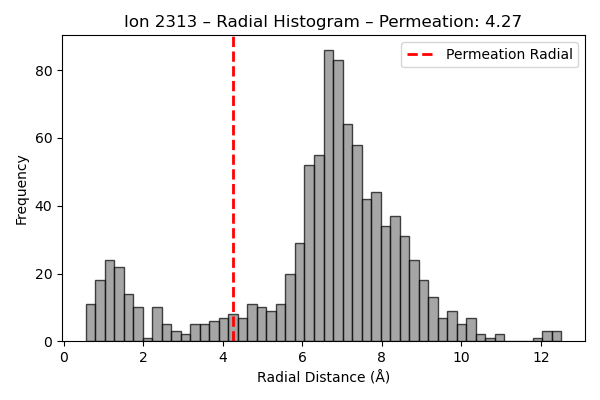 Ion 2313 – Radial Histogram – Permeation: 4.27
Permeation Radial
Frequency
80
60
40
20
0
0 2 4 6 8 10 12
Radial Distance (Å)